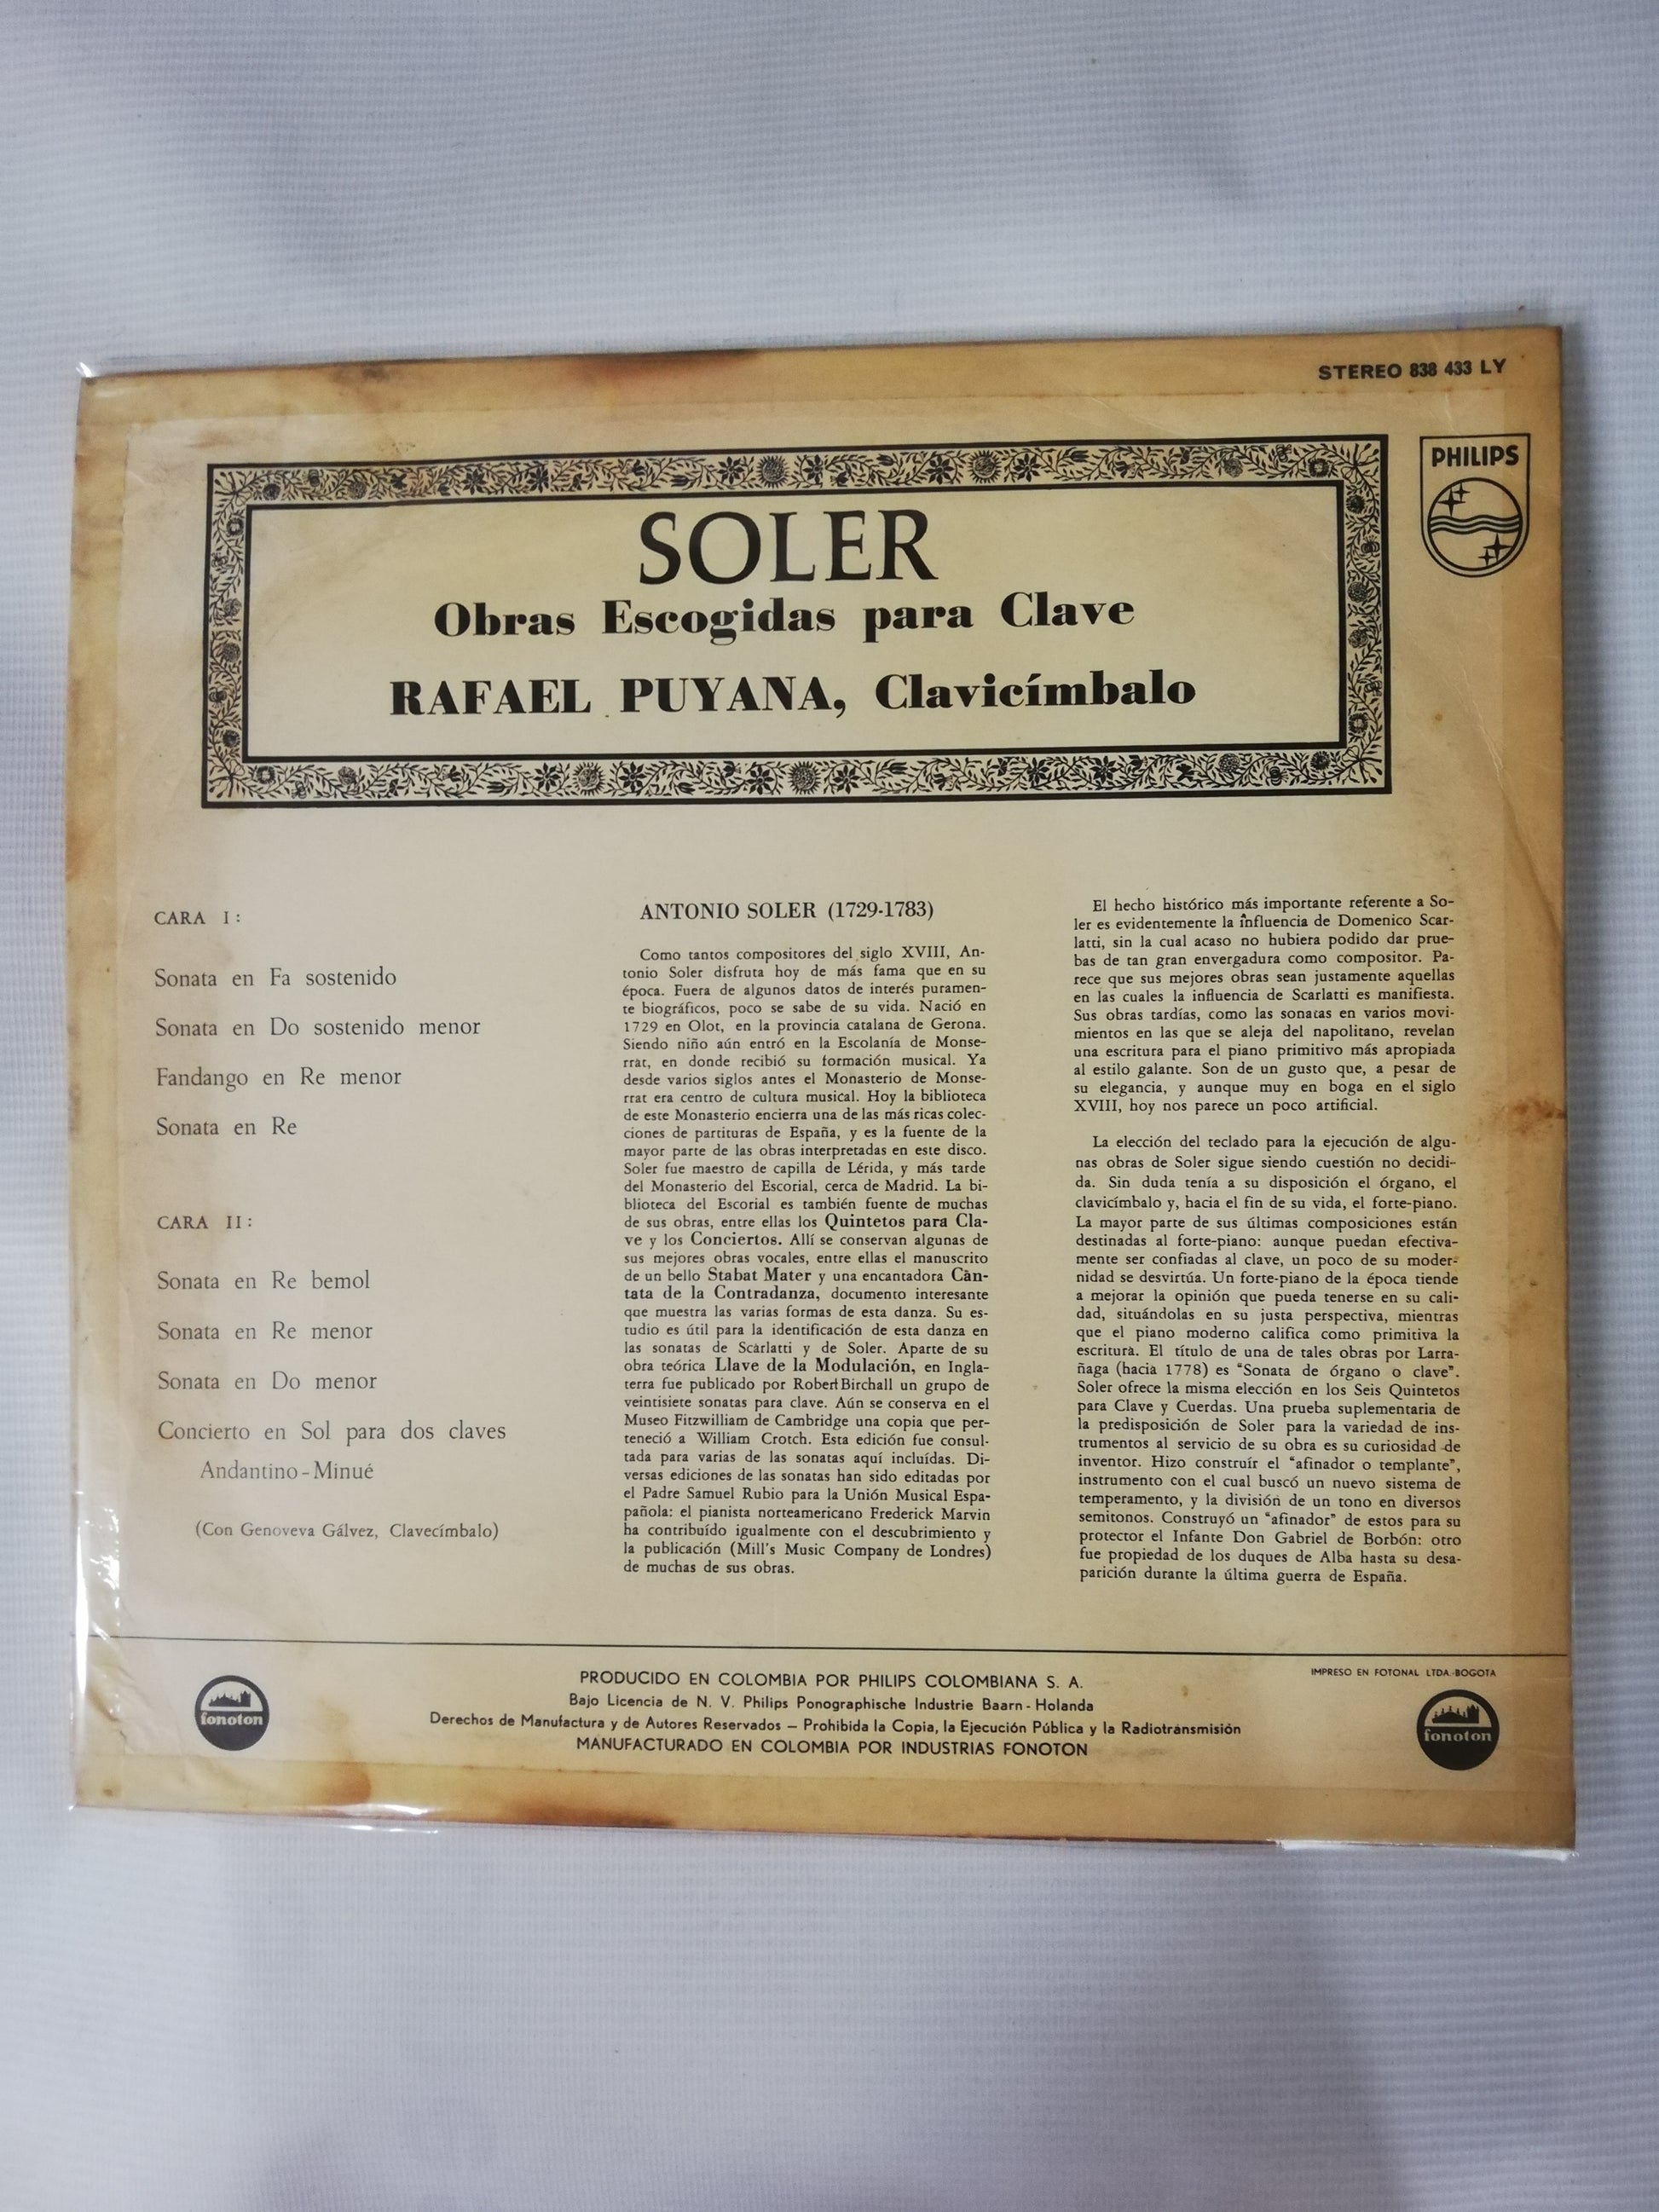 STEREO 838 433 LY
PHILIPS
SOLER
Obras Escogidas para Clave
RAFAEL PUYANA, Clavicímbalo
CARA I:
Sonata en Fa sostenido
Sonata en Do sostenido menor
Fandango en Re menor
Sonata en Re
CARA II:
Sonata en Re bemol
Sonata en Re menor
Sonata en Do menor
Concierto en Sol para dos claves
Andantino-Minué
(Con Genoveva Gálvez, Clavecímbalo)
ANTONIO SOLER (1729-1783)
Como tantos compositores del siglo XVIII, An-
tonio Soler disfruta hoy de más fama que en su
época. Fuera de algunos datos de interés puramen-
te biográficos, poco se sabe de su vida. Nació en
1729 en Olot, en la provincia catalana de Gerona.
Siendo niño aún entró en la Escolanía de Monse-
rrat, en donde recibió su formación musical. Ya
desde varios siglos antes el Monasterio de Monse-
rrat era centro de cultura musical. Hoy la biblioteca
de este Monasterio encierra una de las más ricas colec-
ciones de partituras de España, y es la fuente de la
mayor parte de las obras interpretadas en este disco.
Soler fue maestro de capilla de Lérida, y más tarde
del Monasterio del Escorial, cerca de Madrid. La bi-
blioteca del Escorial es también fuente de muchas
de sus obras, entre ellas los Quintetos para Cla-
ve y los Conciertos. Allí se conservan algunas de
sus mejores obras vocales, entre ellas el manuscrito
de un bello Stabat Mater y una encantadora Càn-
tata de la Contradanza, documento interesante
que muestra las varias formas de esta danza. Su es-
tudio es útil para la identificación de esta danza en
las sonatas de Scarlatti y de Soler. Aparte de su
obra teórica Llave de la Modulación, en Ingla-
terra fue publicado por Robert Birchall un grupo de
veintisiete sonatas para clave. Aún se conserva en el
Museo Fitzwilliam de Cambridge una copia que per-
teneció a William Crotch. Esta edición fue consul-
tada para varias de las sonatas aquí incluídas. Di-
versas ediciones de las sonatas han sido editadas por
el Padre Samuel Rubio para la Unión Musical Espa-
pañola: el pianista norteamericano Frederick Marvin
ha contribuído igualmente con el descubrimiento y
la publicación (Mill's Music Company de Londres)
de muchas de sus obras.
El hecho histórico más importante referente a So-
ler es evidentemente la influencia de Domenico Scar-
latti, sin la cual acaso no hubiera podido dar prue-
bas de tan gran envergadura como compositor. Pa-
rece que sus mejores obras sean justamente aquellas
en las cuales la influencia de Scarlatti es manifiesta.
Sus obras tardías, como las sonatas en varios movi-
mientos en las que se aleja del napolitano, revelan
una escritura para el piano primitivo más apropiada
al estilo galante. Son de un gusto que, a pesar de
su elegancia, y aunque muy en boga en el siglo
XVIII, hoy nos parece un poco artificial.
La elección del teclado para la ejecución de algu-
nas obras de Soler sigue siendo cuestión no decidi-
da. Sin duda tenía a su disposición el órgano, el
clavicímbalo y, hacia el fin de su vida, el forte-piano.
La mayor parte de sus últimas composiciones están
destinadas al forte-piano: aunque puedan efectiva-
mente ser confiadas al clave, un poco de su moder-
nidad se desvirtúa. Un forte-piano de la época tiende
a mejorar la opinión que pueda tenerse en su cali-
dad, situándolas en su justa perspectiva, mientras
que el piano moderno califica como primitiva la
escritura. El título de una de tales obras por Larra-
ñaga (hacia 1778) es "Sonata de órgano o clave".
Soler ofrece la misma elección en los Seis Quintetos
para Clave y Cuerdas. Una prueba suplementaria de
la predisposición de Soler para la variedad de ins-
trumentos al servicio de su obra es su curiosidad de
inventor. Hizo construír el "afinador o templante",
instrumento con el cual buscó un nuevo sistema de
temperamento, y la división de un tono en diversos
semitonos. Construyó un "afinador" de estos para su
protector el Infante Don Gabriel de Borbón: otro
fue propiedad de los duques de Alba hasta su desa-
parición durante la última guerra de España.
fonoton
PRODUCIDO EN COLOMBIA POR PHILIPS COLOMBIANA S. A.
Bajo Licencia de N. V. Philips Ponographische Industrie Baarn - Holanda
Derechos de Manufactura y de Autores Reservados — Prohibida la Copia, la Ejecución Pública y la Radiotransmisión
MANUFACTURADO EN COLOMBIA POR INDUSTRIAS FONOTON
IMPRESO EN FOTONAL LTDA.-BOGOTA
fonoton